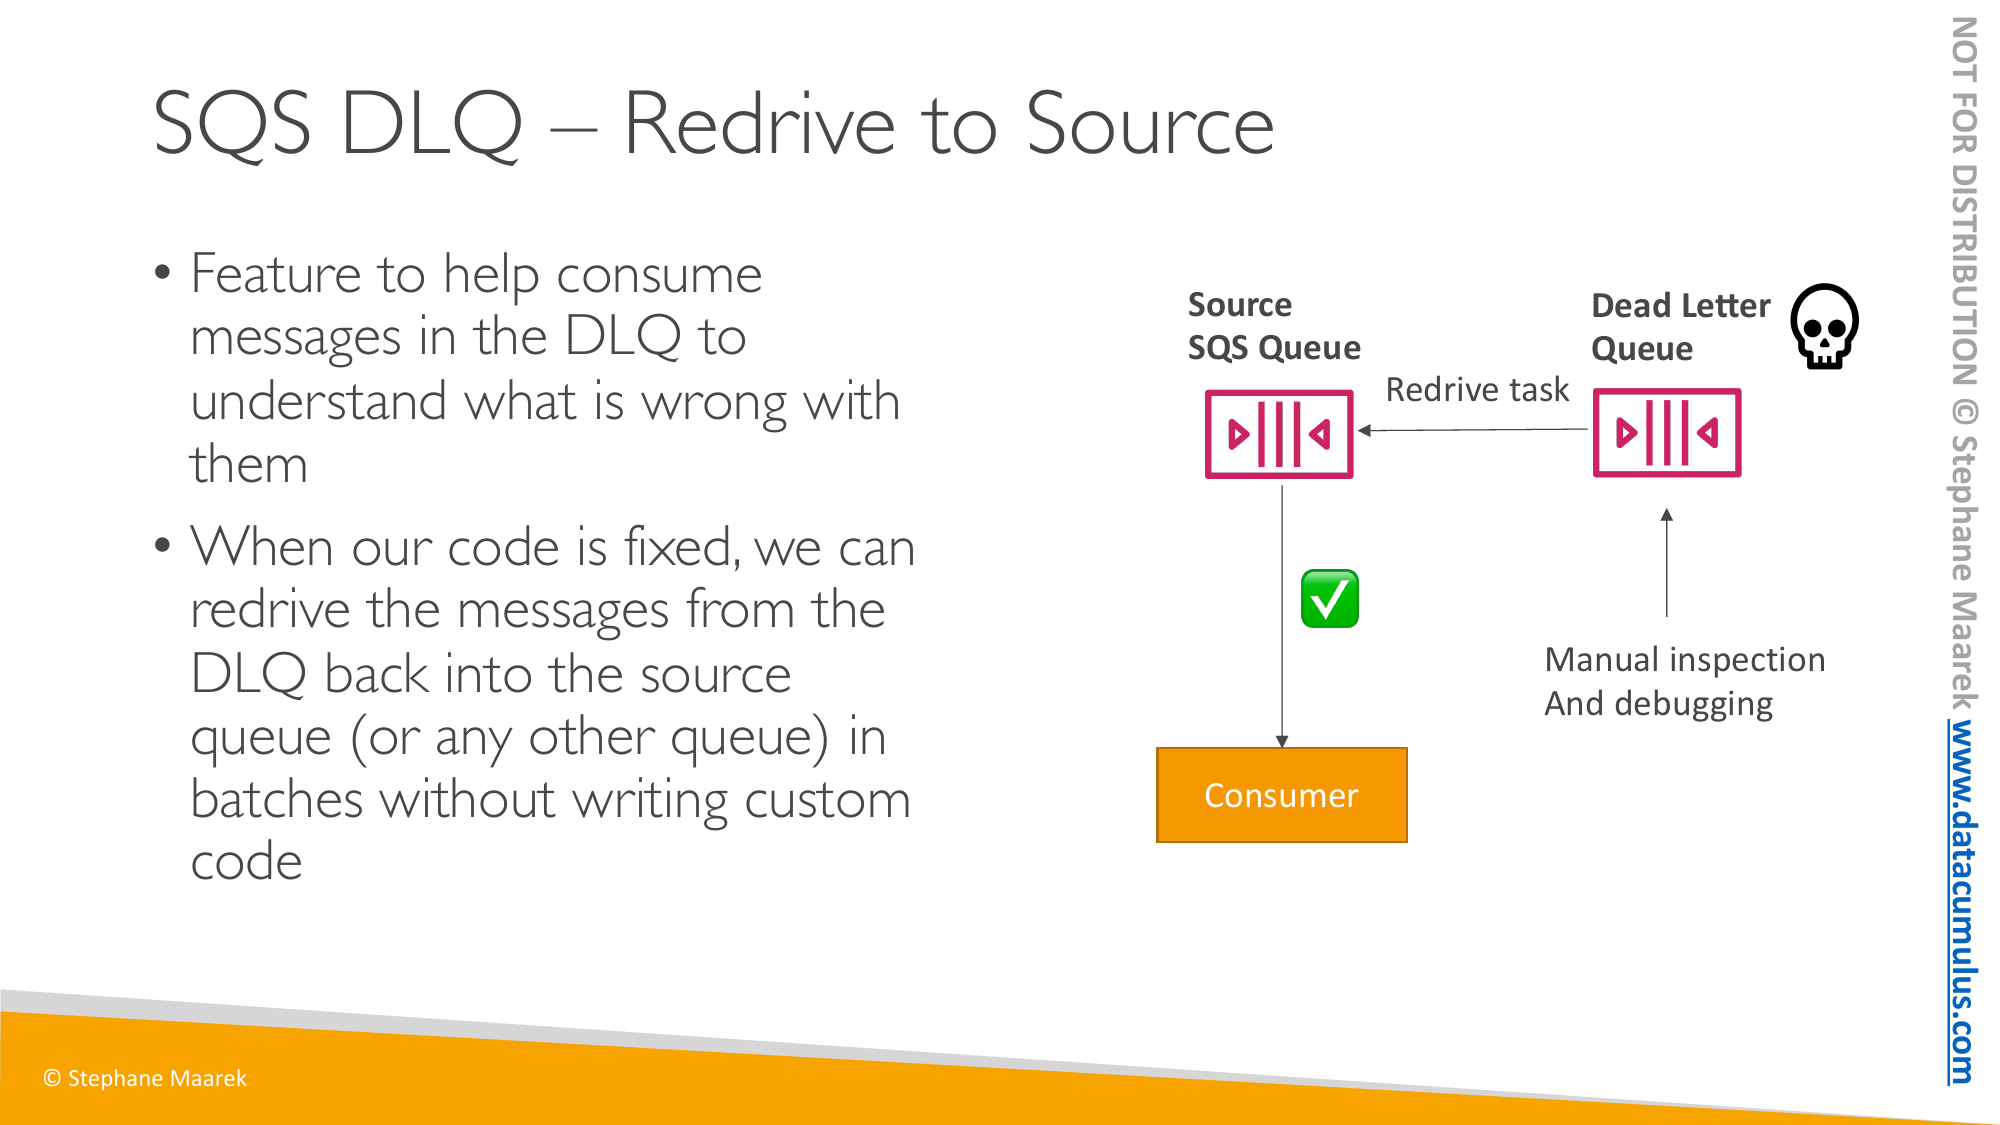 SQS DLQ – Redrive to Source
• Feature to help consume
messages in the DLQ to
understand what is wrong with
them
• When our code is fixed, we can
redrive the messages from the
DLQ back into the source
queue (or any other queue) in
batches without writing custom
code
Source
SQS Queue
Redrive task
Dead Letter
Queue
Manual inspection
And debugging
Consumer
© Stephane Maarek
NOT FOR DISTRIBUTION © Stephane Maarek www.datacumulus.com